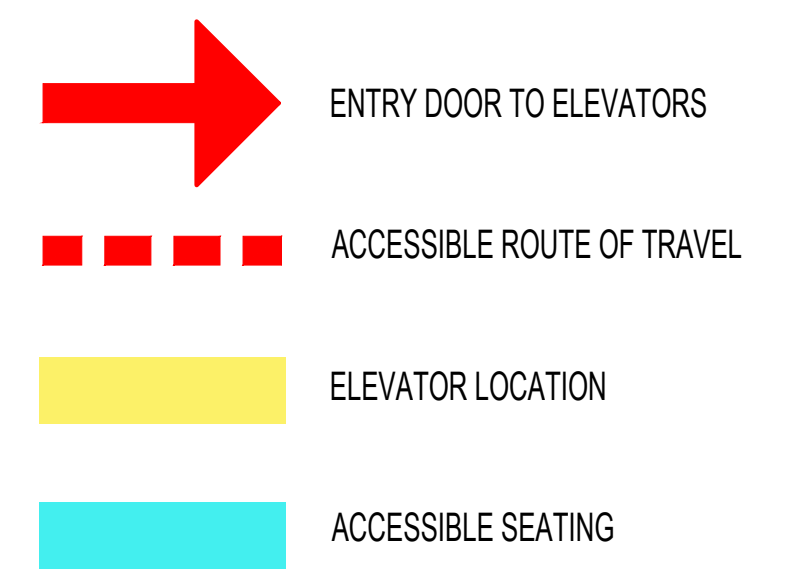 ENTRY DOOR TO ELEVATORS
ACCESSIBLE ROUTE OF TRAVEL
ELEVATOR LOCATION
ACCESSIBLE SEATING